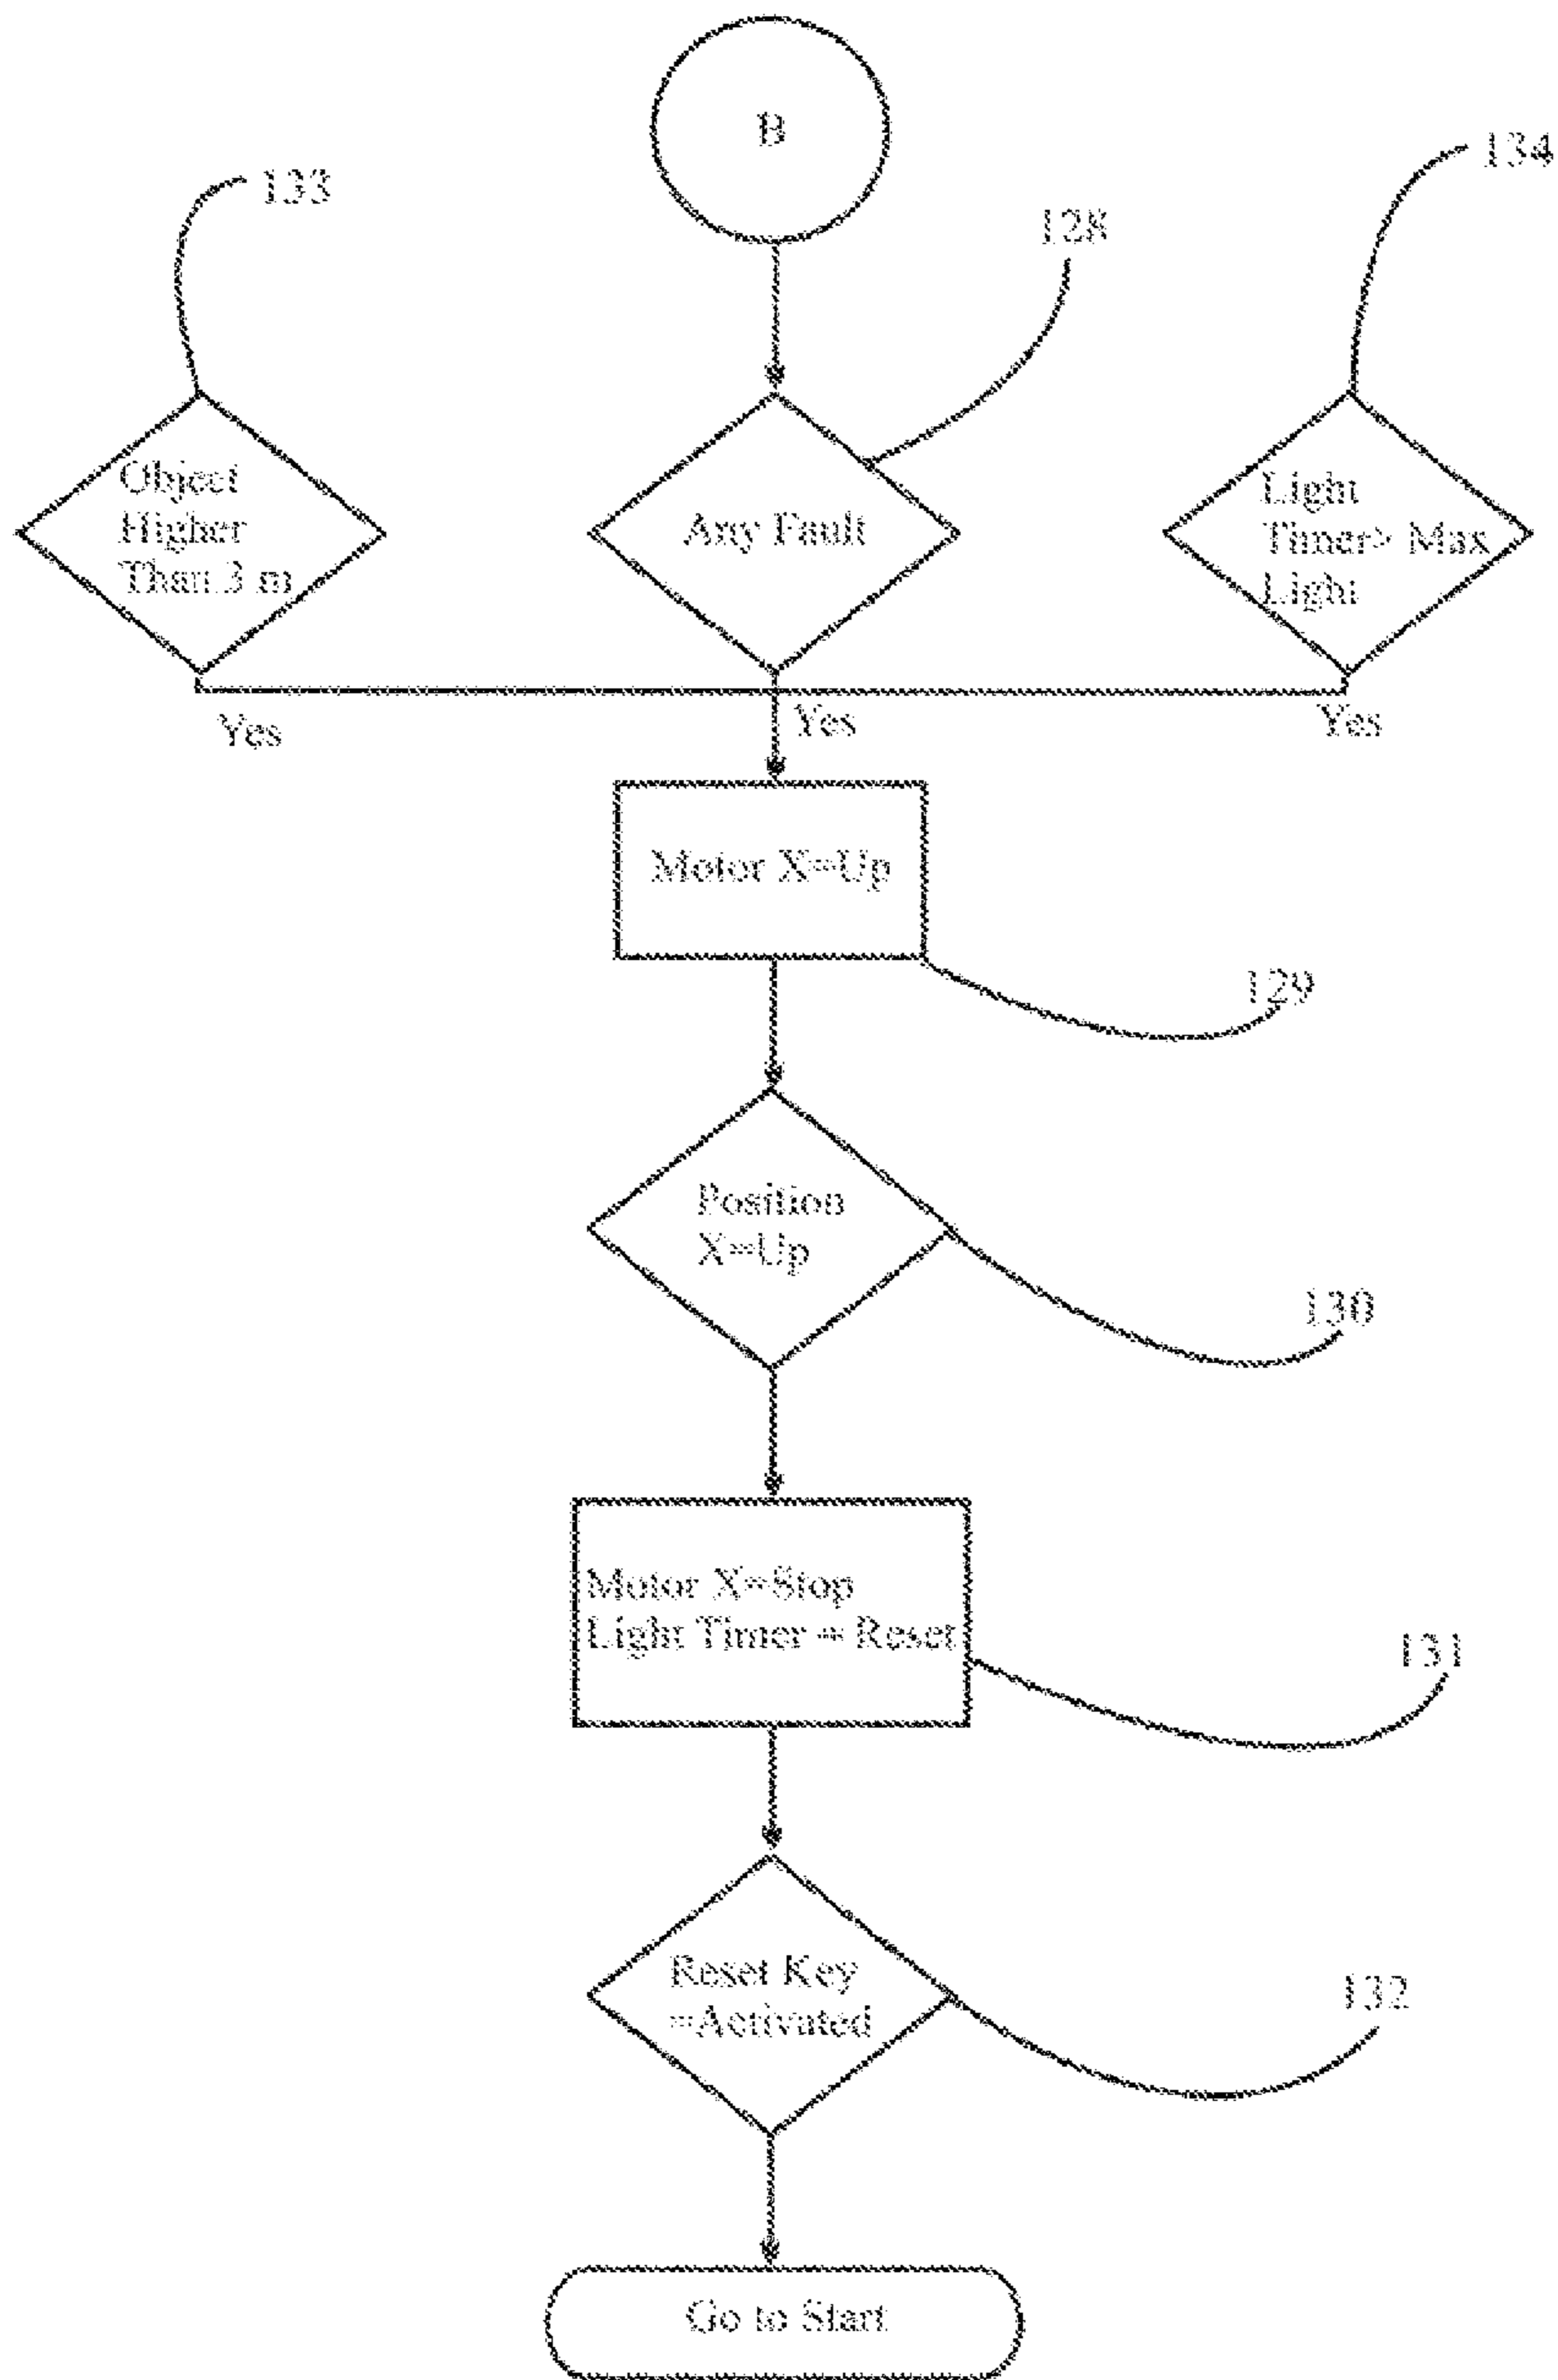 B
133
134
128
Object
Higher
Than 3 m
Any Fault
Light
Timer> Max
Light
Yes
Yes
Yes
Motor X=Up
129
Position
X=Up
130
Motor X=Stop
Light Timer = Reset
131
Reset Key
=Activated
132
Go to Start